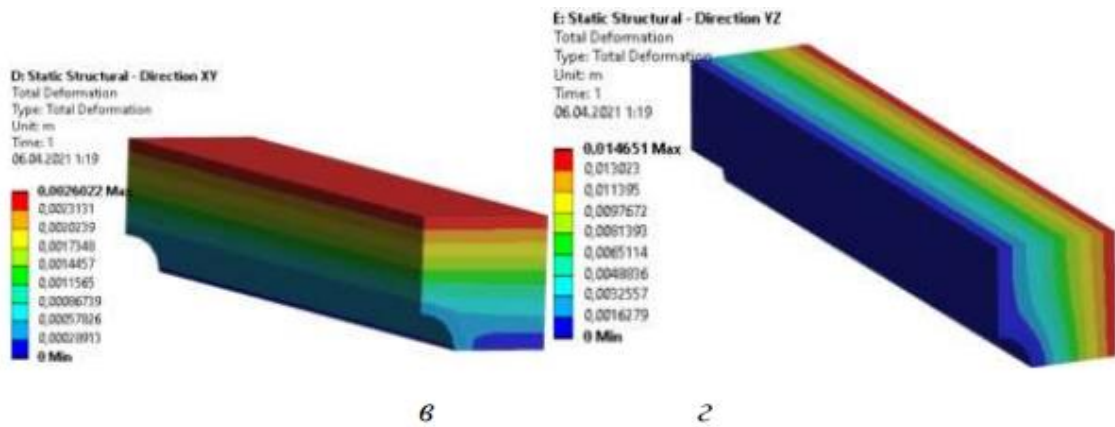 D: Static Structural - Direction XY
Total Deformation
Type: Total Deformation
Unit: m
Time: 1
06.04.2021 1:19
0,0026022 Max
0,0023131
0,0020239
0,0017348
0,0014457
0,0011565
0,00086739
0,00057826
0,00028913
0 Min
в
E: Static Structural - Direction YZ
Total Deformation
Type: Total Deformation
Unit: m
Time: 1
06.04.2021 1:19
0,014651 Max
0,013023
0,011395
0,0097672
0,0081393
0,0065114
0,0048836
0,0032557
0,0016279
0 Min
г